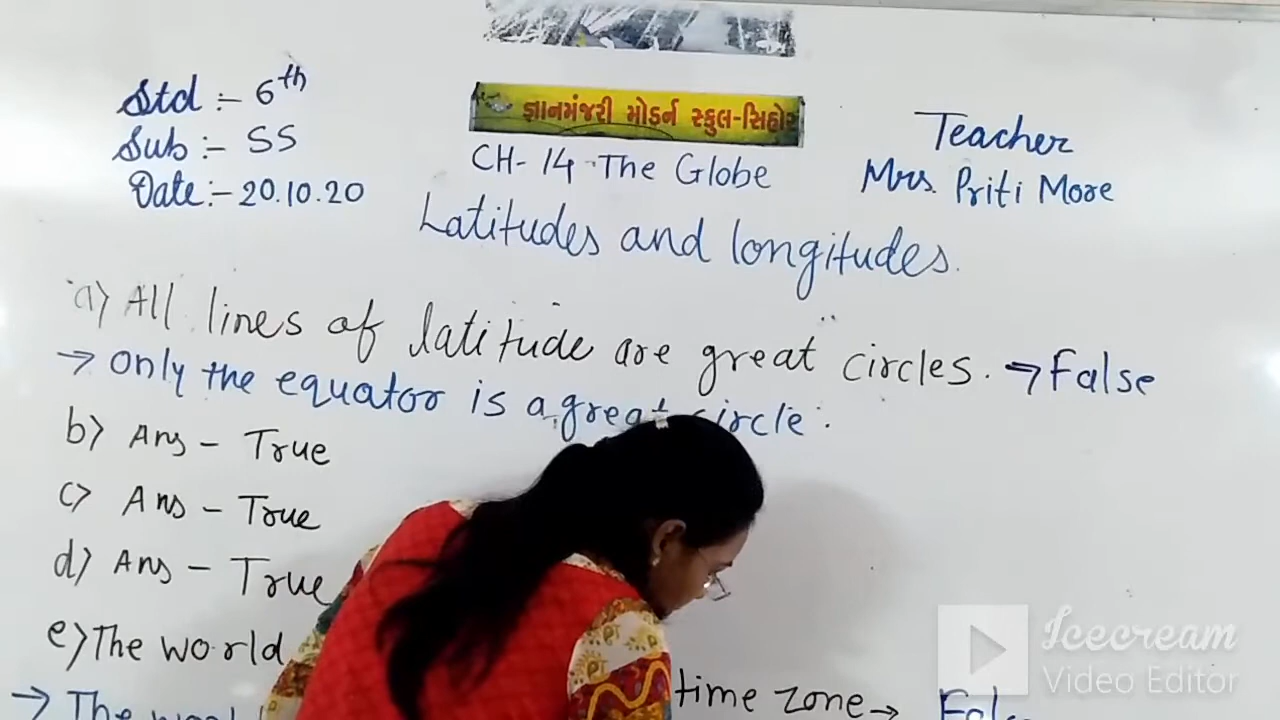 Std :- 6th
Sub :- SS
Date :- 20.10.20
જ્ઞાનમંજરી મોડર્ન સ્કુલ-સિહોર
CH- 14 The Globe
Latitudes and longitudes.
Teacher
Mrs. Priti More
a) All lines of latitude are great circles. → False
→ Only the equator is a great circle.
b) Ans - True
c) Ans - True
d) Ans - True
e) The world time zone →
→ The
Icecream
Video Editor